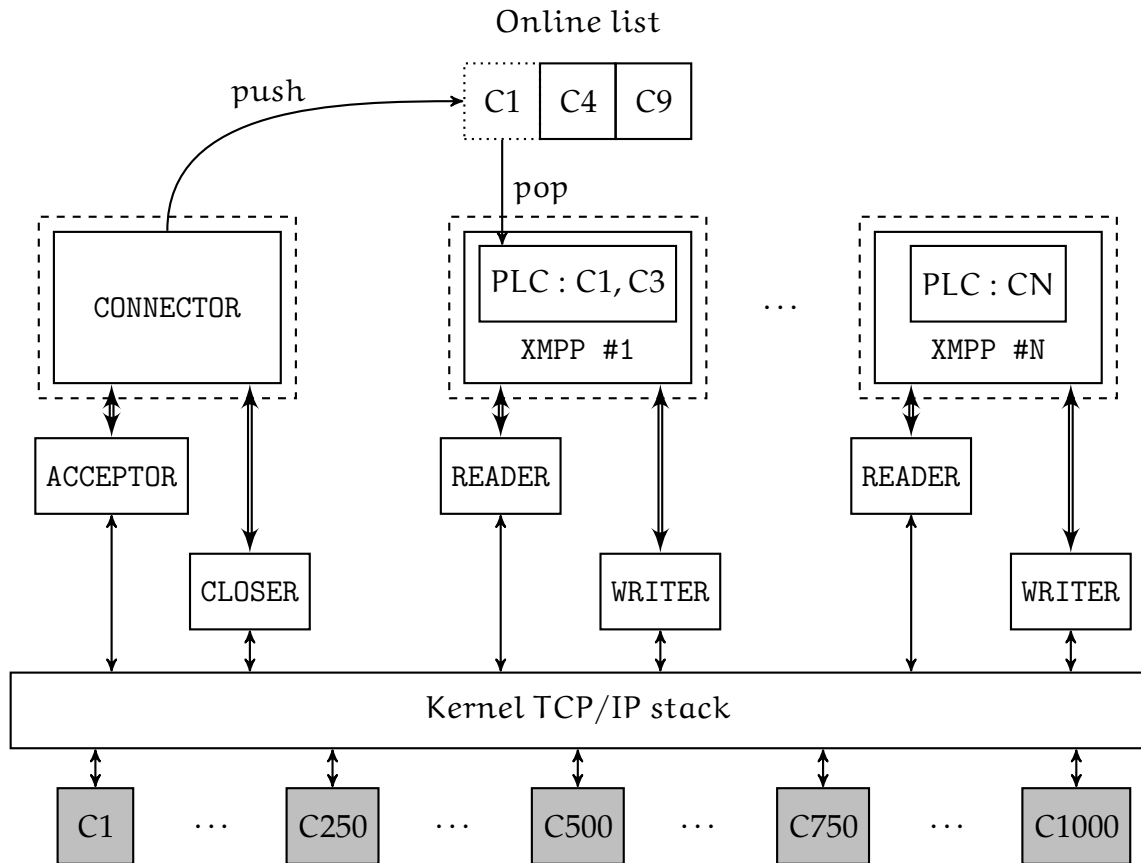 Online list
push
C1 C4 C9
pop
CONNECTOR
PLC : C1, C3
XMPP #1
...
PLC : CN
XMPP #N
ACCEPTOR
READER
READER
CLOSER
WRITER
WRITER
Kernel TCP/IP stack
C1 ... C250 ... C500 ... C750 ... C1000